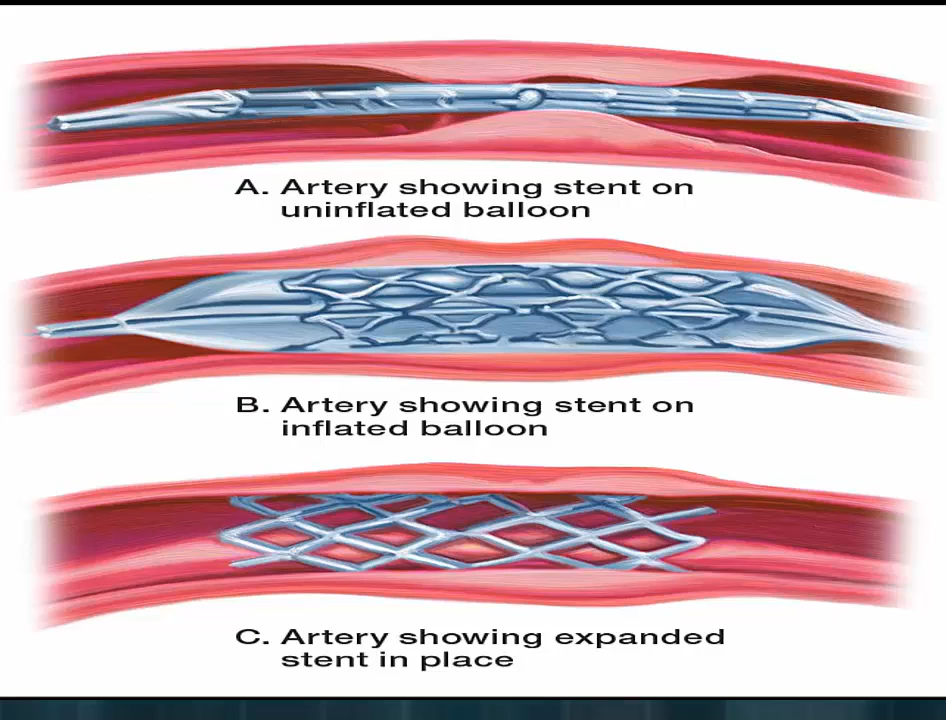 A. Artery showing stent on
uninflated balloon
B. Artery showing stent on
inflated balloon
C. Artery showing expanded
stent in place